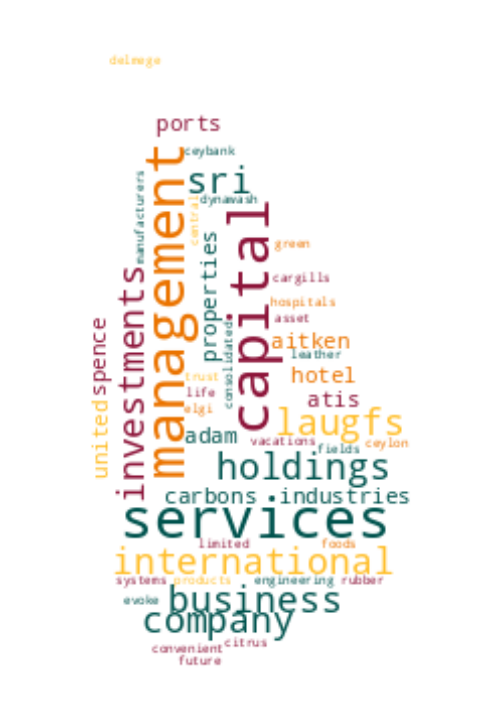 delmege
ports
ceybank
management
sri
manufacturers
dynawash
central
capital
properties
green
investments
cargills
hospitals
spence
asset
consolidated
aitken
leather
trust
hotel
life
atis
united
elgi
laugfs
adam
vacations
ceylon
fields
holdings
carbons
industries
services
limited
foods
international
systems
products
engineering
rubber
evoke
business
company
citrus
convenient
future